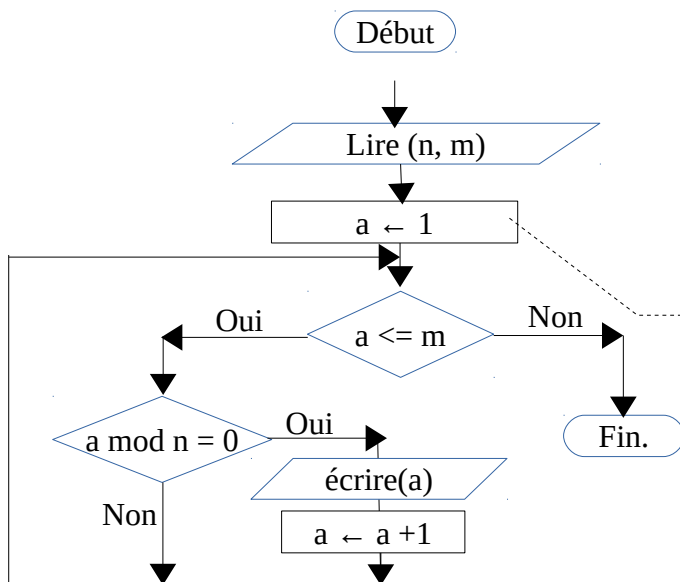 Début
Lire (n, m)
a ← 1
Oui
a <= m
Non
a mod n = 0
Oui
Fin.
écrire(a)
Non
a ← a +1